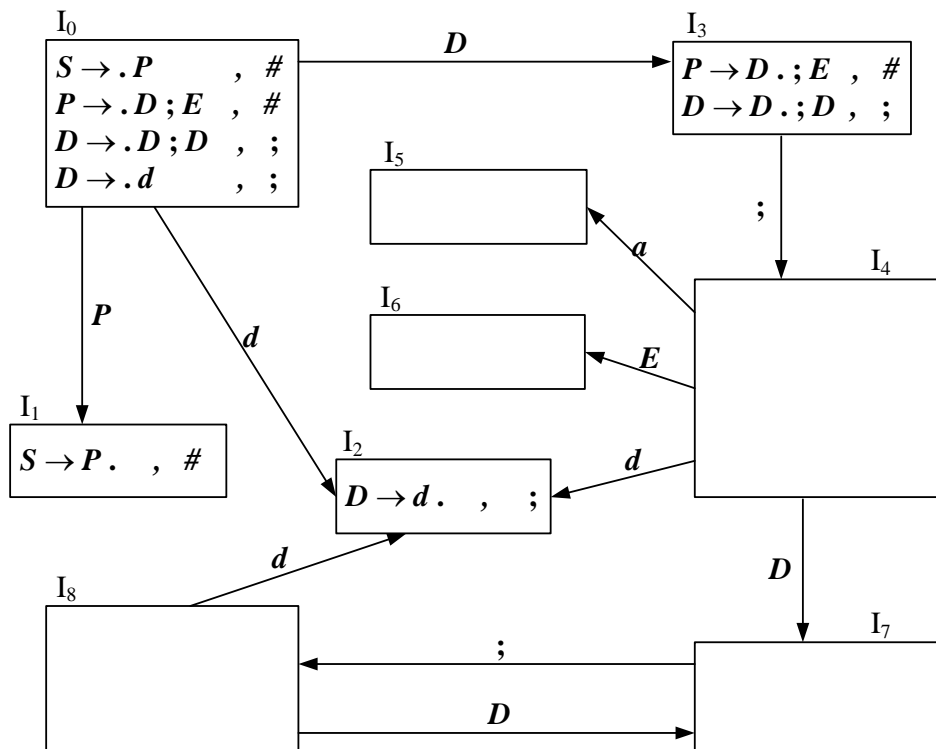 I₀
S → . P , #
P → . D ; E , #
D → . D ; D , ;
D → . d , ;
D
I₃
P → D . ; E , #
D → D . ; D , ;
I₅
;
a
I₄
I₆
P
d
E
I₁
S → P . , #
I₂
D → d . , ;
d
d
D
I₈
I₇
;
D